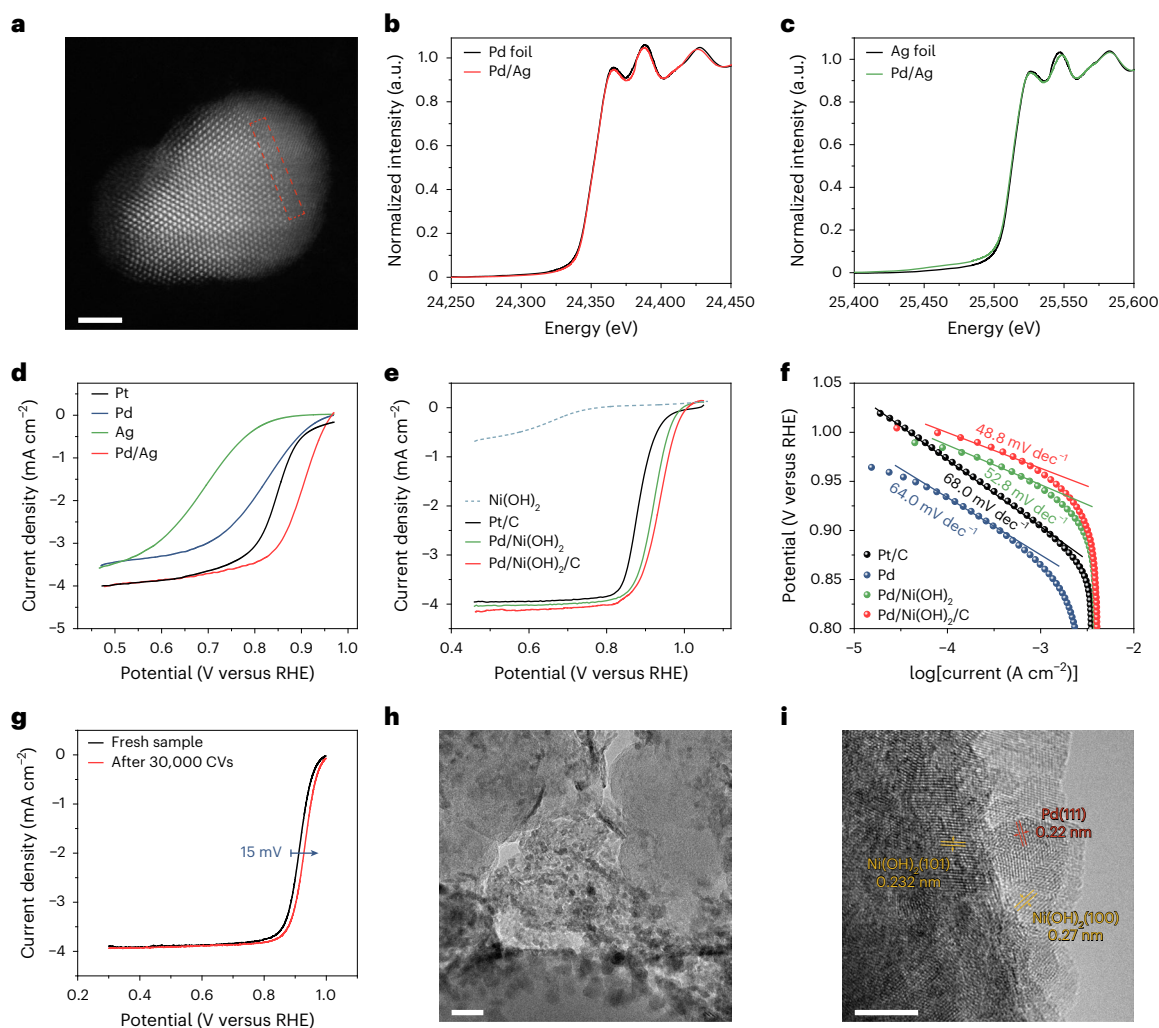 a
b
Normalized intensity (a.u.)
1.0
0.8
0.6
0.4
0.2
0
Pd foil
Pd/Ag
24,250
24,300
24,350
24,400
24,450
Energy (eV)
c
Normalized intensity (a.u.)
1.0
0.8
0.6
0.4
0.2
0
Ag foil
Pd/Ag
25,400
25,450
25,500
25,550
25,600
Energy (eV)
d
Current density (mA cm⁻²)
0
−1
−2
−3
−4
−5
Pt
Pd
Ag
Pd/Ag
0.5
0.6
0.7
0.8
0.9
1.0
Potential (V versus RHE)
e
Current density (mA cm⁻²)
0
−1
−2
−3
−4
Ni(OH)₂
Pt/C
Pd/Ni(OH)₂
Pd/Ni(OH)₂/C
0.4
0.6
0.8
1.0
Potential (V versus RHE)
f
Potential (V versus RHE)
1.05
1.00
0.95
0.90
0.85
0.80
48.8 mV dec⁻¹
52.8 mV dec⁻¹
68.0 mV dec⁻¹
64.0 mV dec⁻¹
Pt/C
Pd
Pd/Ni(OH)₂
Pd/Ni(OH)₂/C
−5
−4
−3
−2
log[current (A cm⁻²)]
g
Current density (mA cm⁻²)
0
−1
−2
−3
−4
Fresh sample
After 30,000 CVs
15 mV
0.2
0.4
0.6
0.8
1.0
Potential (V versus RHE)
h
i
Pd(111)
0.22 nm
Ni(OH)₂(101)
0.232 nm
Ni(OH)₂(100)
0.27 nm